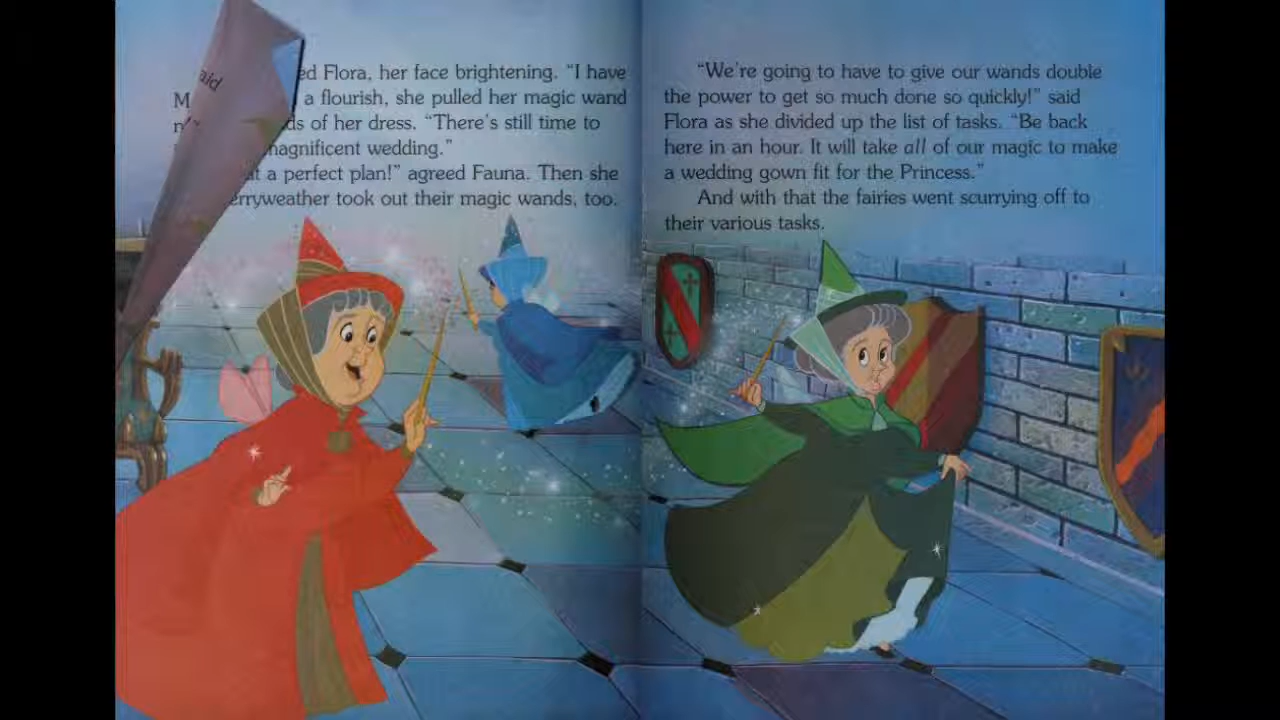 aid
ed Flora, her face brightening. “I have
M a flourish, she pulled her magic wand
ds of her dress. “There’s still time to
magnificent wedding.”
t a perfect plan!” agreed Fauna. Then she
erryweather took out their magic wands, too.
“We’re going to have to give our wands double
the power to get so much done so quickly!” said
Flora as she divided up the list of tasks. “Be back
here in an hour. It will take all of our magic to make
a wedding gown fit for the Princess.”
And with that the fairies went scurrying off to
their various tasks.